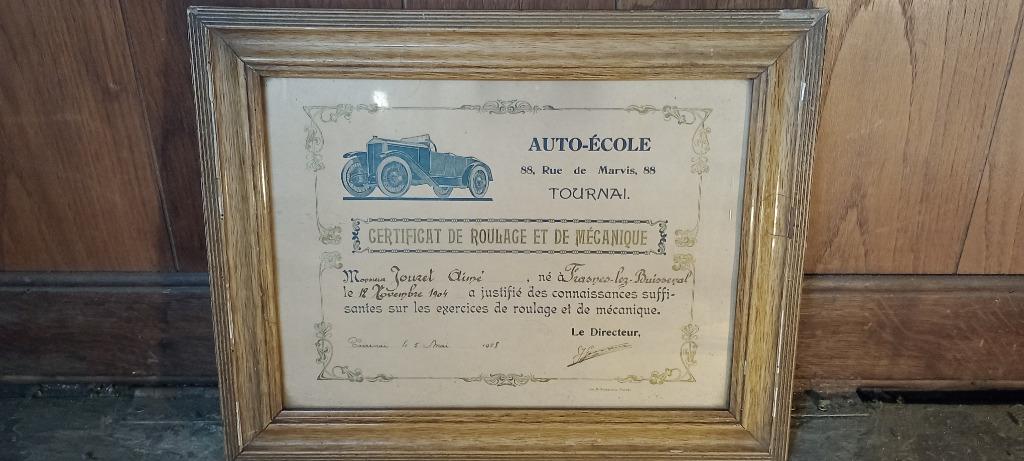 AUTO-ÉCOLE
88, Rue de Marvis, 88
TOURNAI.
CERTIFICAT DE ROULAGE ET DE MÉCANIQUE
Monsieur Jouret Aimé, né à Frasnes-lez-Buissenal
le 12 Novembre 1904 a justifié des connaissances suffi-
santes sur les exercices de roulage et de mécanique.
Le Directeur,
Tournai le 5 Mai